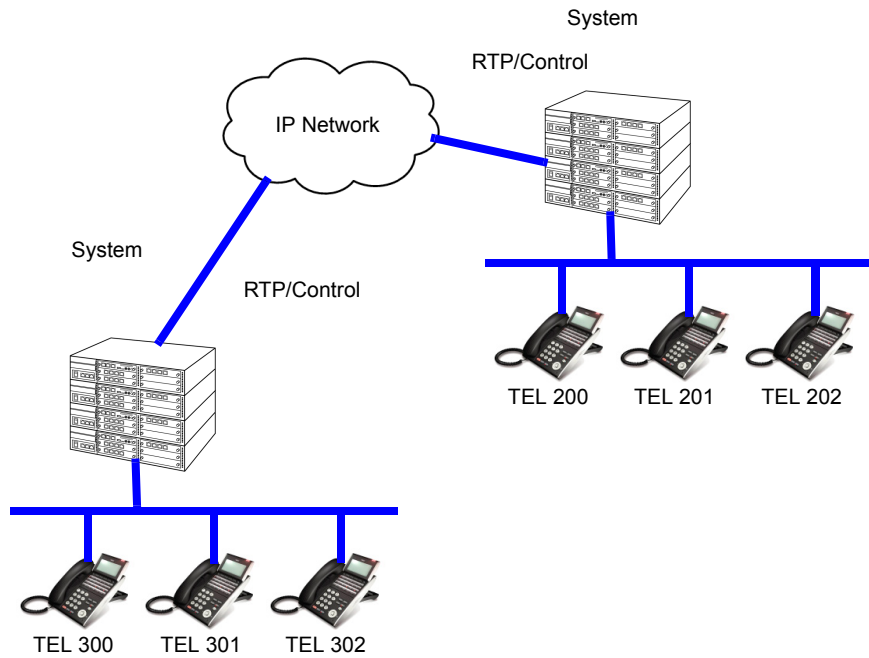 System
RTP/Control
IP Network
System
RTP/Control
TEL 200
TEL 201
TEL 202
TEL 300
TEL 301
TEL 302